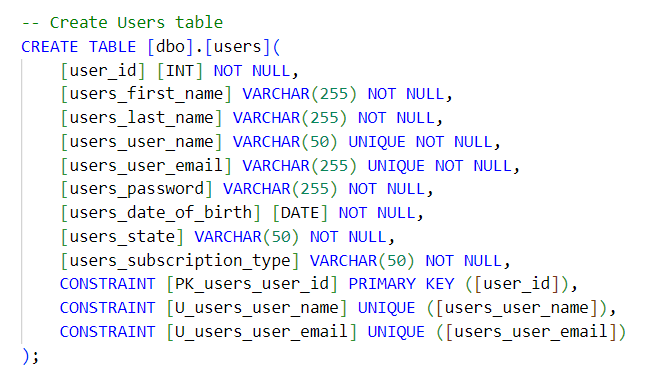 -- Create Users table
CREATE TABLE [dbo].[users](
    [user_id] [INT] NOT NULL,
    [users_first_name] VARCHAR(255) NOT NULL,
    [users_last_name] VARCHAR(255) NOT NULL,
    [users_user_name] VARCHAR(50) UNIQUE NOT NULL,
    [users_user_email] VARCHAR(255) UNIQUE NOT NULL,
    [users_password] VARCHAR(255) NOT NULL,
    [users_date_of_birth] [DATE] NOT NULL,
    [users_state] VARCHAR(50) NOT NULL,
    [users_subscription_type] VARCHAR(50) NOT NULL,
    CONSTRAINT [PK_users_user_id] PRIMARY KEY ([user_id]),
    CONSTRAINT [U_users_user_name] UNIQUE ([users_user_name]),
    CONSTRAINT [U_users_user_email] UNIQUE ([users_user_email])
);